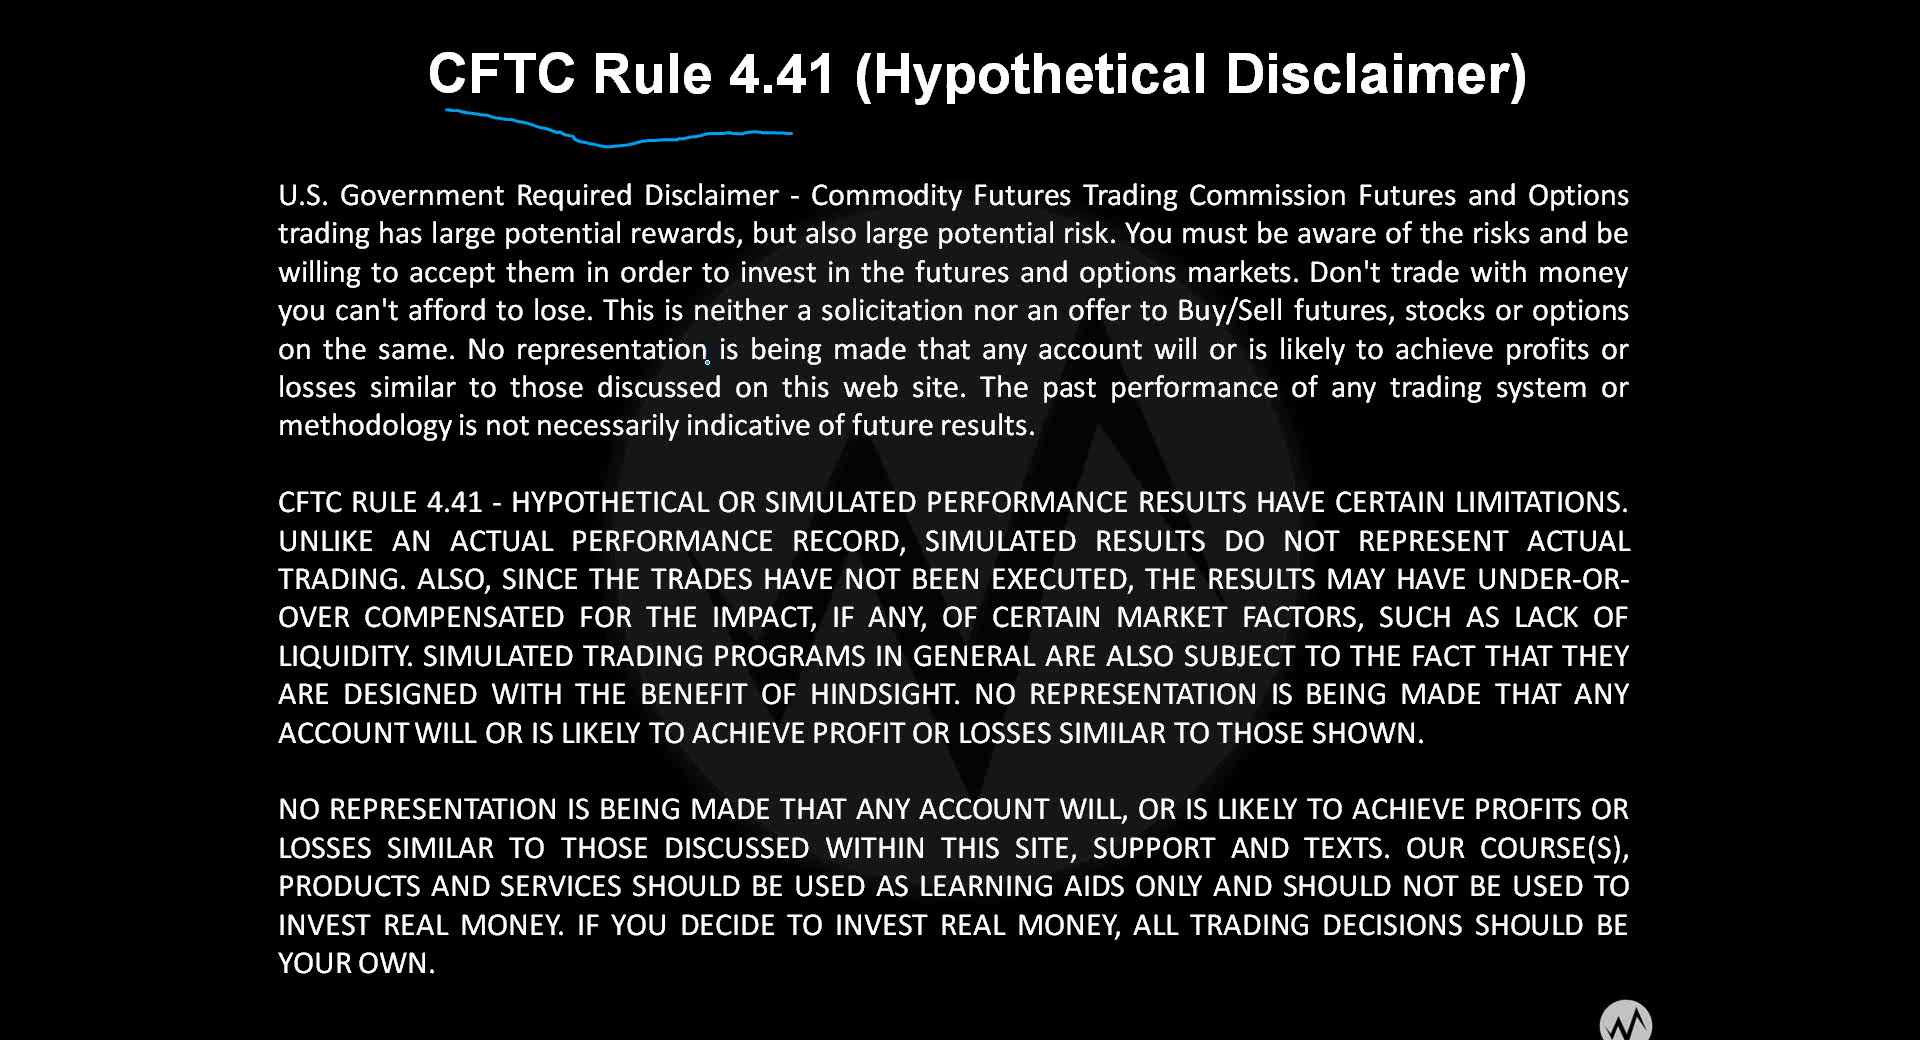 CFTC Rule 4.41 (Hypothetical Disclaimer)
U.S. Government Required Disclaimer - Commodity Futures Trading Commission Futures and Options
trading has large potential rewards, but also large potential risk. You must be aware of the risks and be
willing to accept them in order to invest in the futures and options markets. Don't trade with money
you can't afford to lose. This is neither a solicitation nor an offer to Buy/Sell futures, stocks or options
on the same. No representation is being made that any account will or is likely to achieve profits or
losses similar to those discussed on this web site. The past performance of any trading system or
methodology is not necessarily indicative of future results.
CFTC RULE 4.41 - HYPOTHETICAL OR SIMULATED PERFORMANCE RESULTS HAVE CERTAIN LIMITATIONS.
UNLIKE AN ACTUAL PERFORMANCE RECORD, SIMULATED RESULTS DO NOT REPRESENT ACTUAL
TRADING. ALSO, SINCE THE TRADES HAVE NOT BEEN EXECUTED, THE RESULTS MAY HAVE UNDER-OR-
OVER COMPENSATED FOR THE IMPACT, IF ANY, OF CERTAIN MARKET FACTORS, SUCH AS LACK OF
LIQUIDITY. SIMULATED TRADING PROGRAMS IN GENERAL ARE ALSO SUBJECT TO THE FACT THAT THEY
ARE DESIGNED WITH THE BENEFIT OF HINDSIGHT. NO REPRESENTATION IS BEING MADE THAT ANY
ACCOUNT WILL OR IS LIKELY TO ACHIEVE PROFIT OR LOSSES SIMILAR TO THOSE SHOWN.
NO REPRESENTATION IS BEING MADE THAT ANY ACCOUNT WILL, OR IS LIKELY TO ACHIEVE PROFITS OR
LOSSES SIMILAR TO THOSE DISCUSSED WITHIN THIS SITE, SUPPORT AND TEXTS. OUR COURSE(S),
PRODUCTS AND SERVICES SHOULD BE USED AS LEARNING AIDS ONLY AND SHOULD NOT BE USED TO
INVEST REAL MONEY. IF YOU DECIDE TO INVEST REAL MONEY, ALL TRADING DECISIONS SHOULD BE
YOUR OWN.